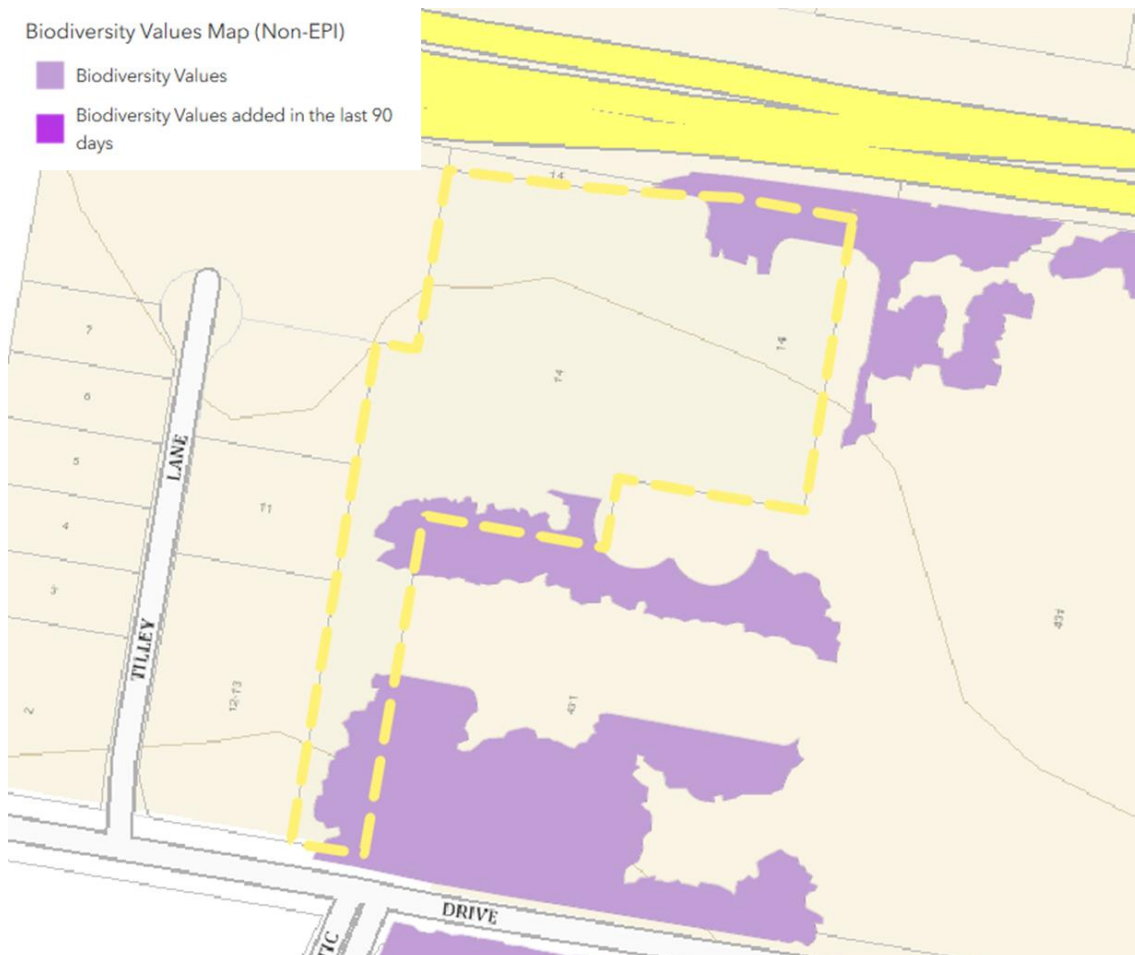 Biodiversity Values Map (Non-EPI)
Biodiversity Values
Biodiversity Values added in the last 90
days
14
7
14
14
6
LANE
5
11
4
3
431
TILLEY
12-13
431
2
DRIVE
TIC